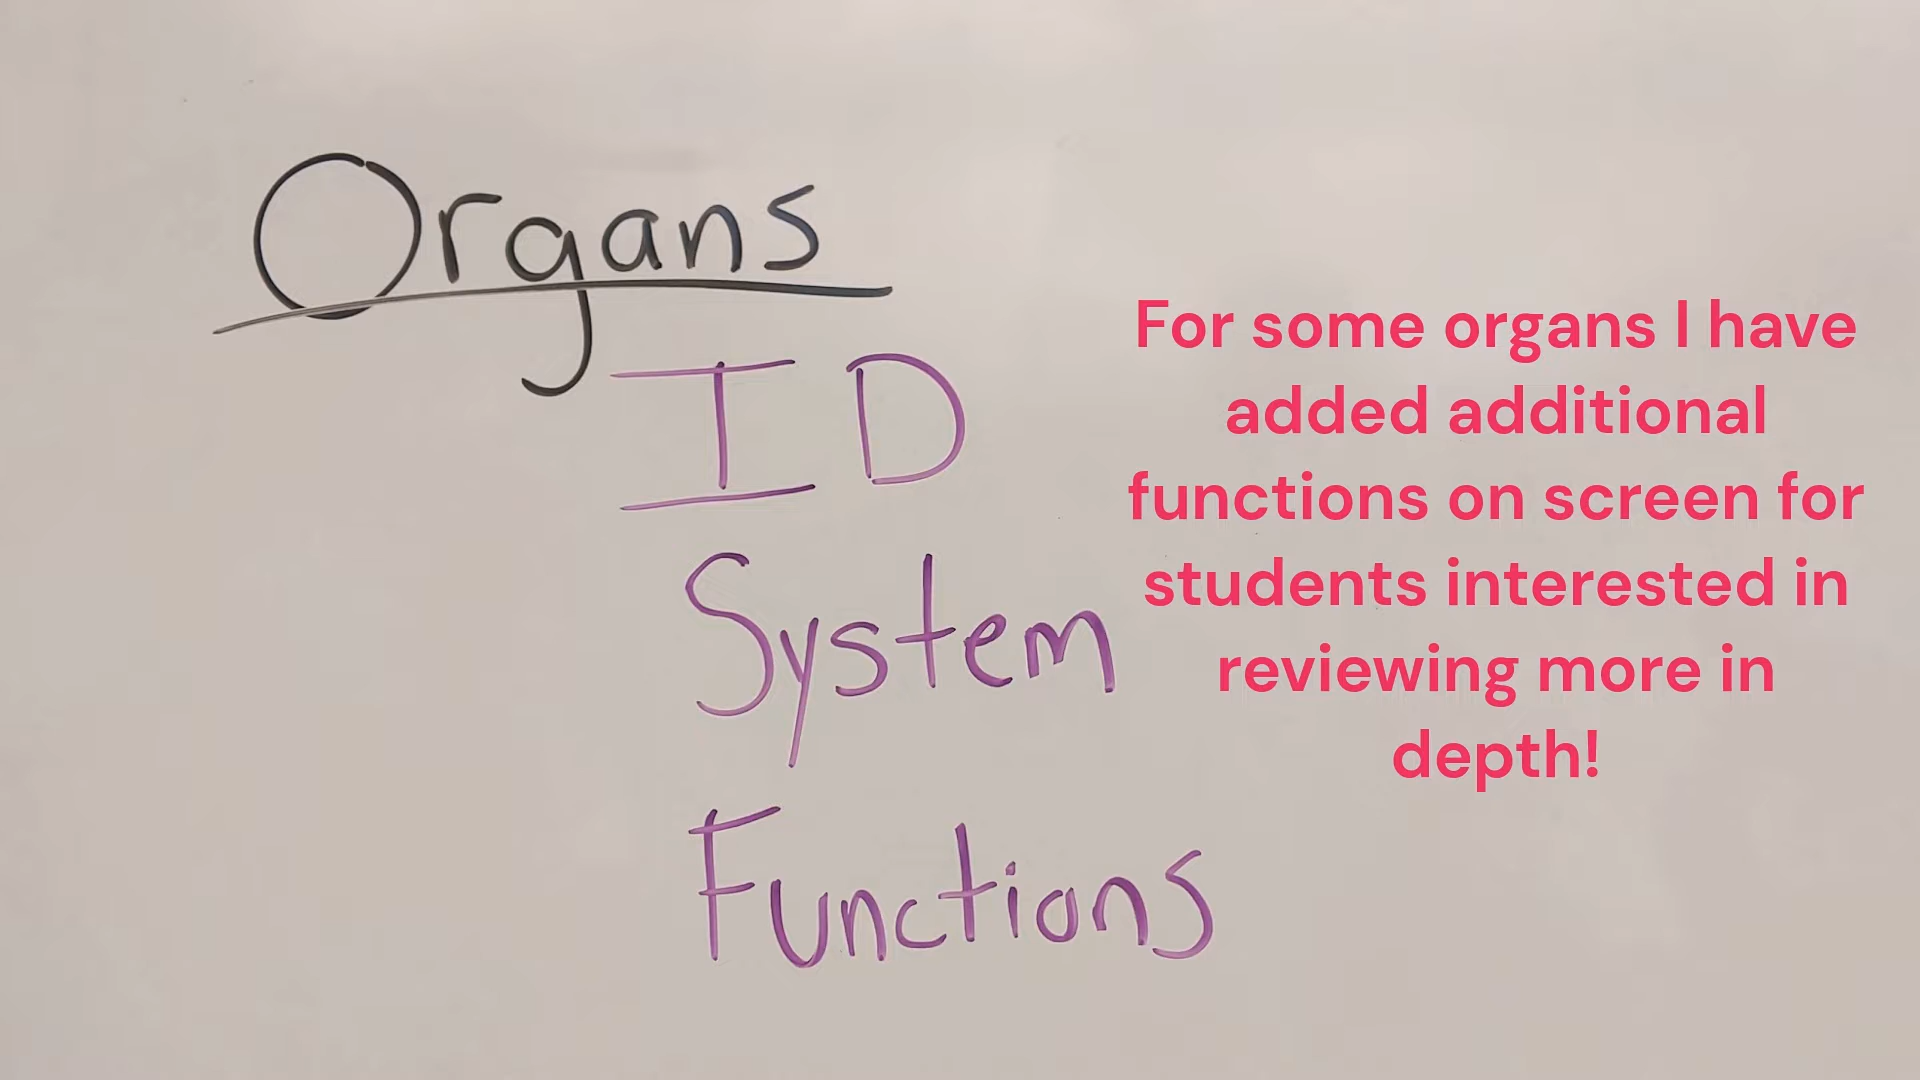 Organs
ID
System
Functions
For some organs I have
added additional
functions on screen for
students interested in
reviewing more in
depth!